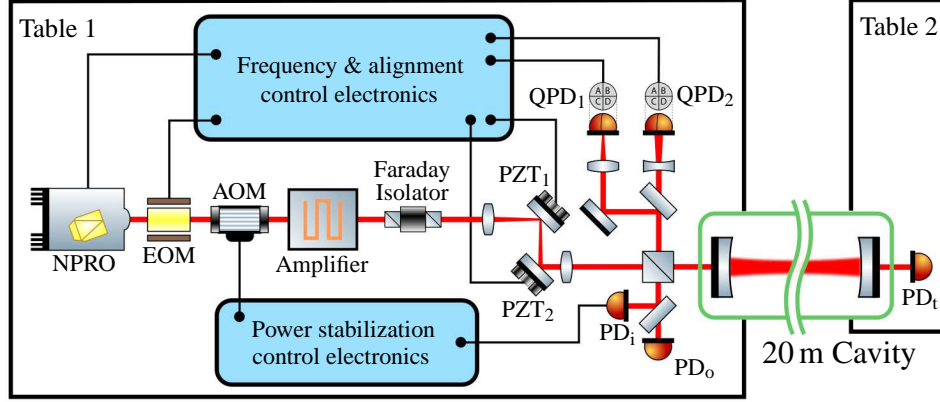 Table 1
Table 2
Frequency & alignment
control electronics
A B
C D
QPD₁
A B
C D
QPD₂
Faraday
Isolator
PZT₁
AOM
NPRO
EOM
Amplifier
PZT₂
Power stabilization
control electronics
PDᵢ
PDₒ
PDₜ
20 m Cavity